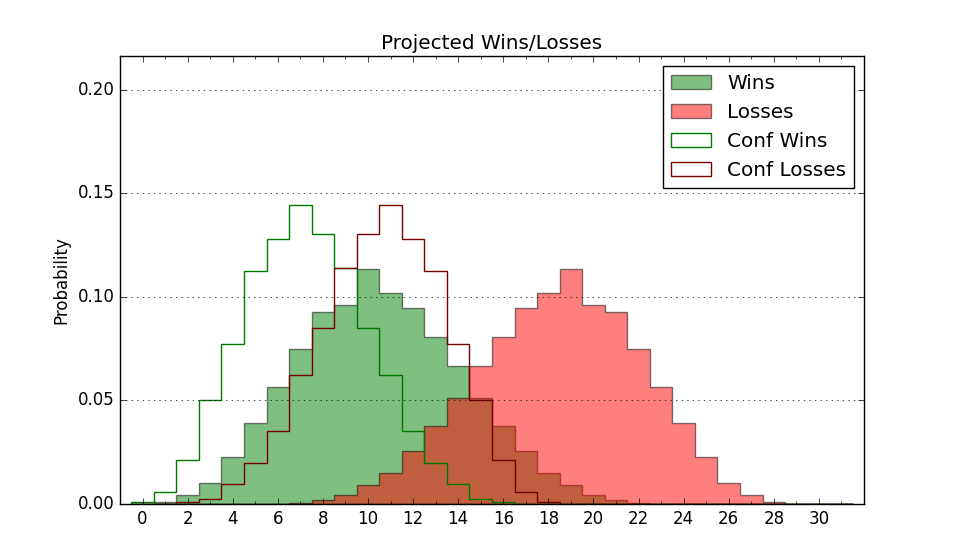 Projected Wins/Losses
Wins
Losses
Conf Wins
Conf Losses
Probability
0.20
0.15
0.10
0.05
0.00
0 2 4 6 8 10 12 14 16 18 20 22 24 26 28 30